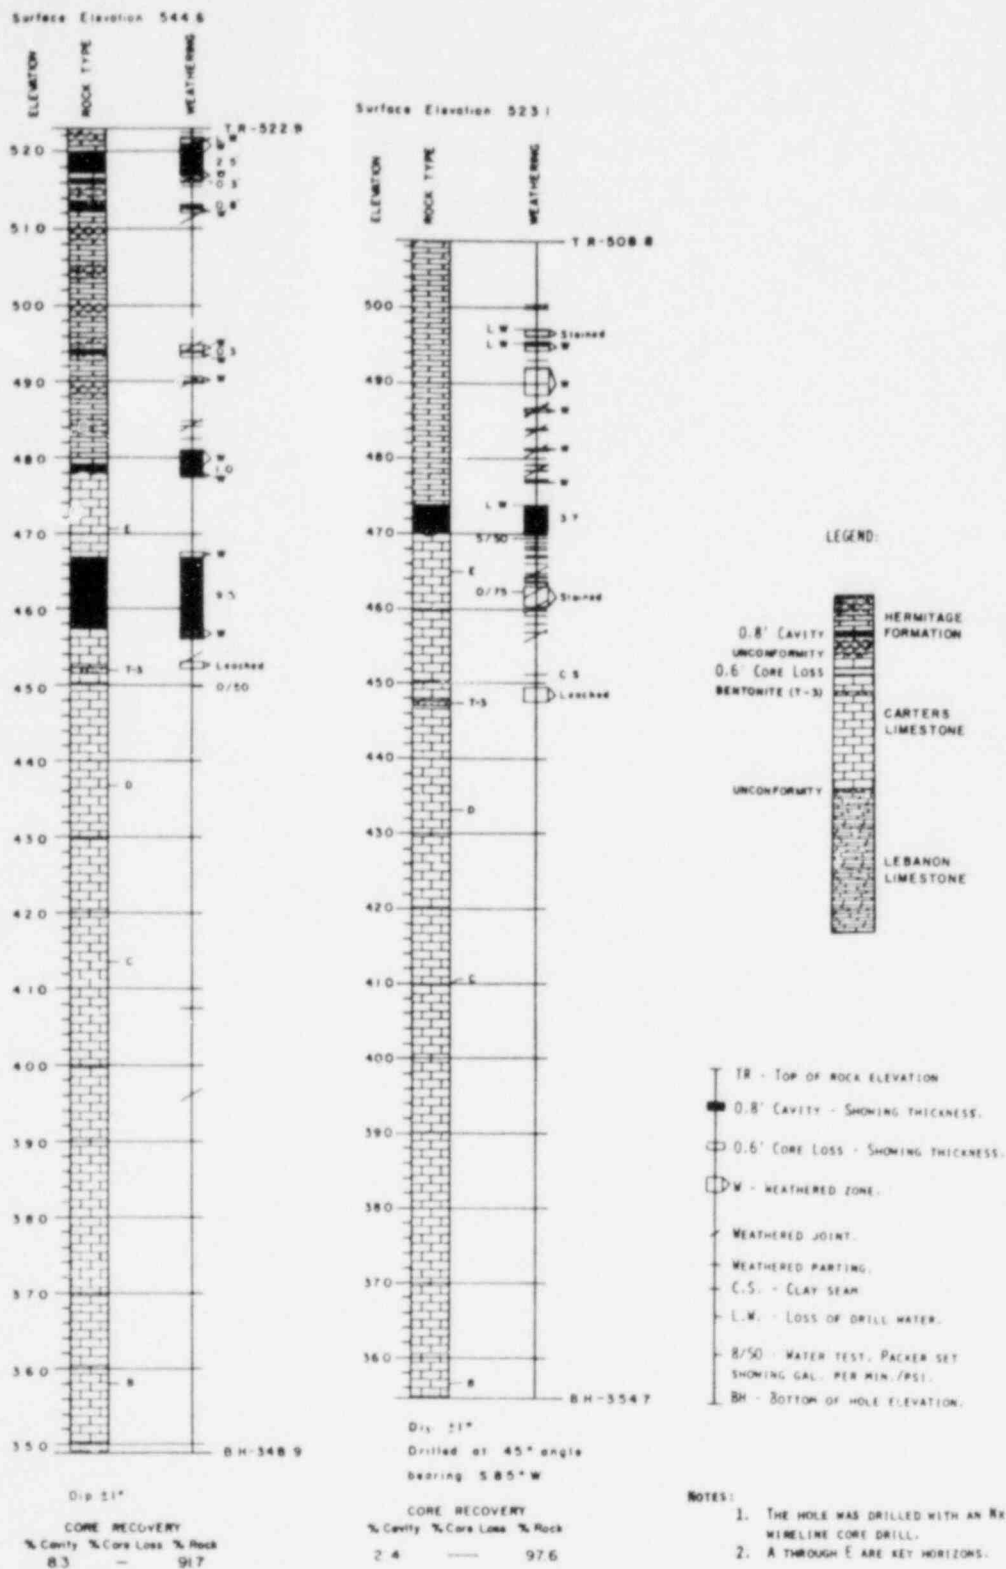 Surface Elevation 544.6
ELEVATION
ROCK TYPE
WEATHERING
TR-522.9
W
W
520
2.5
0.3
0.8
W
510
500
W
0.3
W
490
W
480
W
1.0
W
470
E
W
9.5
460
W
Leached
T-3
450
0/50
440
D
430
420
C
410
400
390
380
370
360
B
350
BH-348.9
Dip ±1°
CORE RECOVERY
% Cavity % Core Loss % Rock
8.3 — 91.7
Surface Elevation 523.1
ELEVATION
ROCK TYPE
WEATHERING
TR-508.8
500
L W
Stained
L W
W
490
W
W
W
480
W
L W
3.7
470
5/50
E
0/75
Stained
460
C S
450
Leached
T-3
440
D
430
420
C
410
400
390
380
370
360
B
BH-354.7
Dip ±1°
Drilled at 45° angle
bearing S 85° W
CORE RECOVERY
% Cavity % Core Loss % Rock
2.4 — 97.6
LEGEND:
HERMITAGE
FORMATION
0.8' CAVITY
UNCONFORMITY
0.6' CORE LOSS
BENTONITE (T-3)
CARTERS
LIMESTONE
UNCONFORMITY
LEBANON
LIMESTONE
TR - TOP OF ROCK ELEVATION
0.8' CAVITY - SHOWING THICKNESS.
0.6' CORE LOSS - SHOWING THICKNESS.
W - WEATHERED ZONE.
WEATHERED JOINT.
WEATHERED PARTING.
C.S. - CLAY SEAM
L.W. - LOSS OF DRILL WATER.
8/50 - WATER TEST. PACKER SET
SHOWING GAL. PER MIN./PSI.
BH - BOTTOM OF HOLE ELEVATION.
NOTES:
1. THE HOLE WAS DRILLED WITH AN NX
WIRELINE CORE DRILL.
2. A THROUGH E ARE KEY HORIZONS.